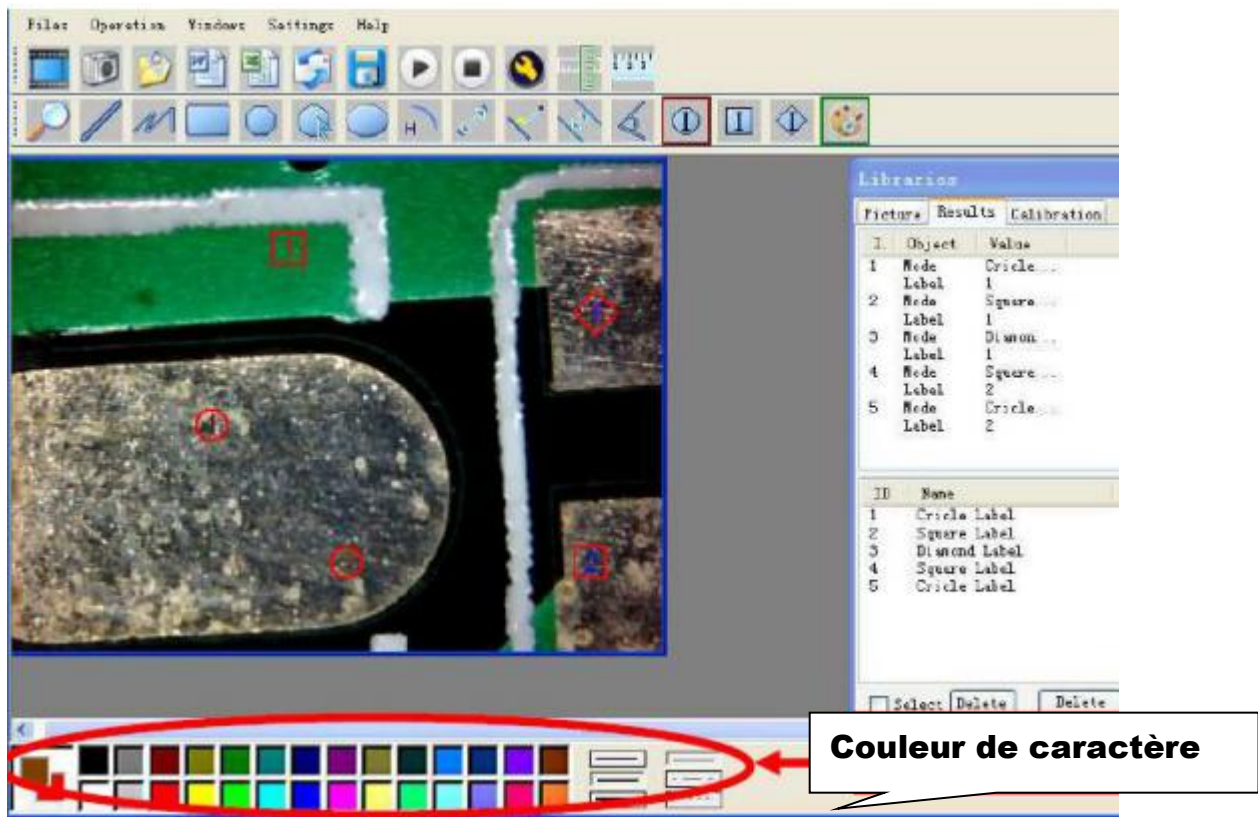 Files Operation Windows Settings Help
Libraries
Picture Results Calibration
I. Object Value
1 Mode Cricle...
Label 1
2 Mode Square...
Label 1
3 Mode Diamon...
Label 1
4 Mode Square...
Label 2
5 Mode Cricle...
Label 2
ID Name
1 Cricle Label
2 Square Label
3 Diamond Label
4 Square Label
5 Cricle Label
Select Delete Delete
Couleur de caractère